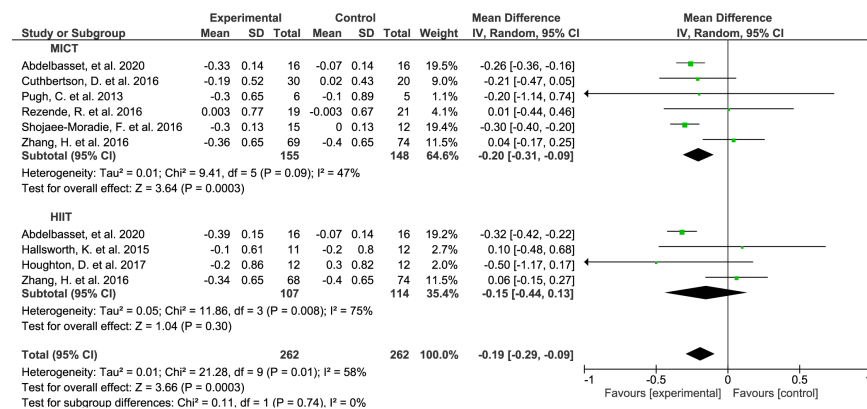 Experimental Control Mean Difference Mean Difference
Study or Subgroup Mean SD Total Mean SD Total Weight IV, Random, 95% CI IV, Random, 95% CI
MICT
Abdelbasset, et al. 2020 -0.33 0.14 16 -0.07 0.14 16 19.5% -0.26 [-0.36, -0.16]
Cuthbertson, D. et al. 2016 -0.19 0.52 30 0.02 0.43 20 9.0% -0.21 [-0.47, 0.05]
Pugh, C. et al. 2013 -0.3 0.65 6 -0.1 0.89 5 1.1% -0.20 [-1.14, 0.74]
Rezende, R. et al. 2016 0.003 0.77 19 -0.003 0.67 21 4.1% 0.01 [-0.44, 0.46]
Shojaee-Moradie, F. et al. 2016 -0.3 0.13 15 0 0.13 12 19.4% -0.30 [-0.40, -0.20]
Zhang, H. et al. 2016 -0.36 0.65 69 -0.4 0.65 74 11.5% 0.04 [-0.17, 0.25]
Subtotal (95% CI) 155 148 64.6% -0.20 [-0.31, -0.09]
Heterogeneity: Tau² = 0.01; Chi² = 9.41, df = 5 (P = 0.09); I² = 47%
Test for overall effect: Z = 3.64 (P = 0.0003)
HIIT
Abdelbasset, et al. 2020 -0.39 0.15 16 -0.07 0.14 16 19.2% -0.32 [-0.42, -0.22]
Hallsworth, K. et al. 2015 -0.1 0.61 11 -0.2 0.8 12 2.7% 0.10 [-0.48, 0.68]
Houghton, D. et al. 2017 -0.2 0.86 12 0.3 0.82 12 2.0% -0.50 [-1.17, 0.17]
Zhang, H. et al. 2016 -0.34 0.65 68 -0.4 0.65 74 11.5% 0.06 [-0.15, 0.27]
Subtotal (95% CI) 107 114 35.4% -0.15 [-0.44, 0.13]
Heterogeneity: Tau² = 0.05; Chi² = 11.86, df = 3 (P = 0.008); I² = 75%
Test for overall effect: Z = 1.04 (P = 0.30)
Total (95% CI) 262 262 100.0% -0.19 [-0.29, -0.09]
Heterogeneity: Tau² = 0.01; Chi² = 21.28, df = 9 (P = 0.01); I² = 58%
Test for overall effect: Z = 3.66 (P = 0.0003)
Test for subgroup differences: Chi² = 0.11, df = 1 (P = 0.74), I² = 0%
-1 -0.5 0 0.5 1
Favours [experimental] Favours [control]